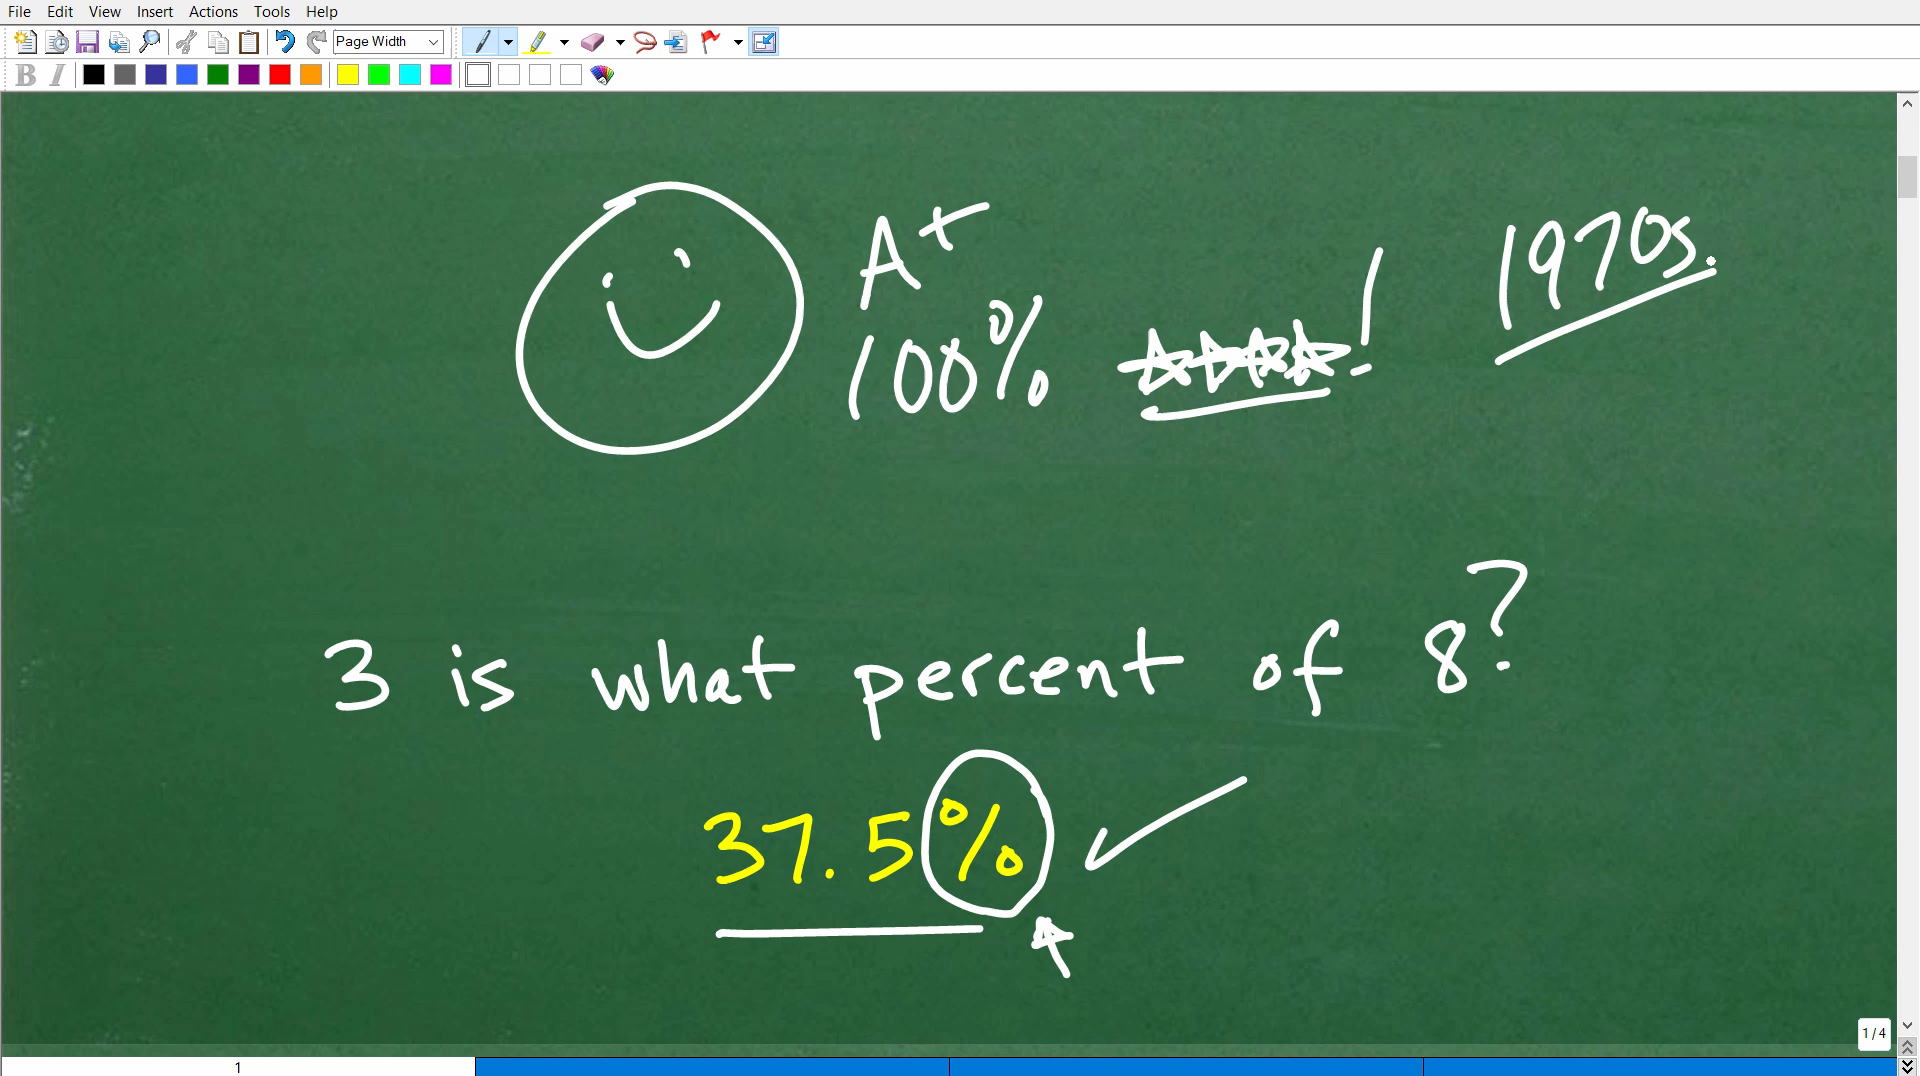 File Edit View Insert Actions Tools Help
Page Width
B I
A+
100% !
1970s.
3 is what percent of 8?
37.5%
1 / 4
1